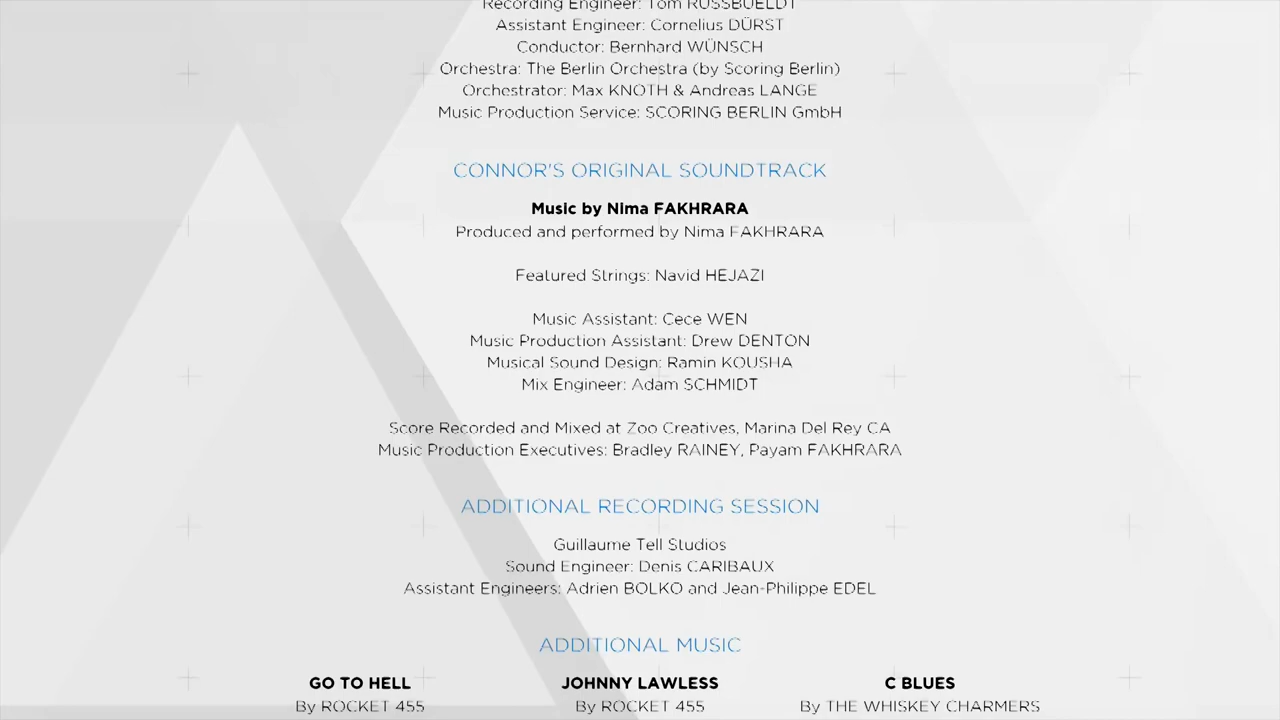 Recording Engineer: Tom RUSSBUELDT
Assistant Engineer: Cornelius DÜRST
Conductor: Bernhard WÜNSCH
Orchestra: The Berlin Orchestra (by Scoring Berlin)
Orchestrator: Max KNOTH & Andreas LANGE
Music Production Service: SCORING BERLIN GmbH
CONNOR'S ORIGINAL SOUNDTRACK
Music by Nima FAKHRARA
Produced and performed by Nima FAKHRARA
Featured Strings: Navid HEJAZI
Music Assistant: Cece WEN
Music Production Assistant: Drew DENTON
Musical Sound Design: Ramin KOUSHA
Mix Engineer: Adam SCHMIDT
Score Recorded and Mixed at Zoo Creatives, Marina Del Rey CA
Music Production Executives: Bradley RAINEY, Payam FAKHRARA
ADDITIONAL RECORDING SESSION
Guillaume Tell Studios
Sound Engineer: Denis CARIBAUX
Assistant Engineers: Adrien BOLKO and Jean-Philippe EDEL
ADDITIONAL MUSIC
GO TO HELL
By ROCKET 455
JOHNNY LAWLESS
By ROCKET 455
C BLUES
By THE WHISKEY CHARMERS